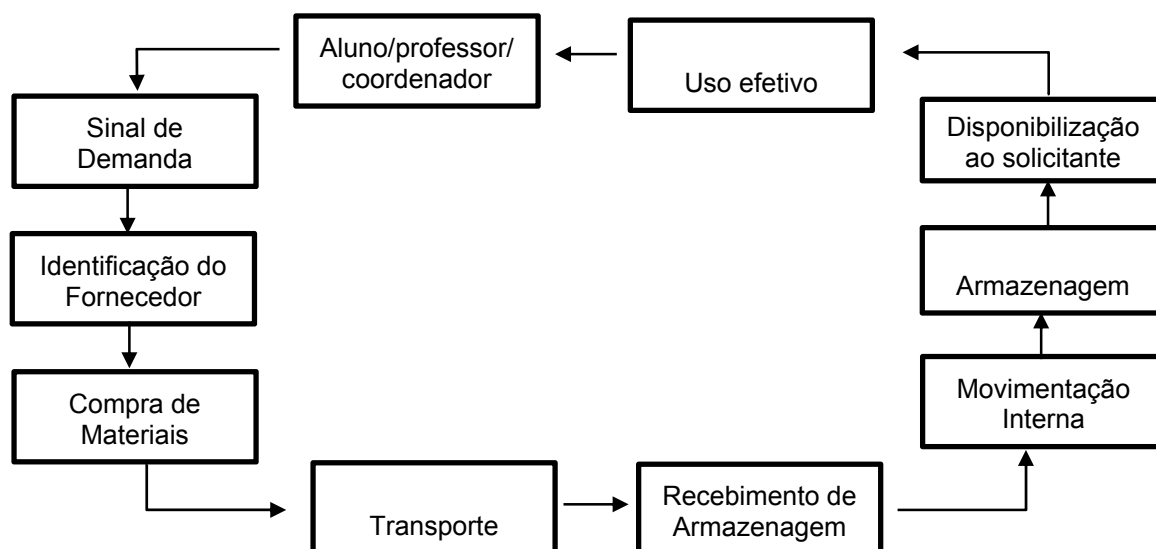 Aluno/professor/
coordenador
Uso efetivo
Sinal de
Demanda
Disponibilização
ao solicitante
Identificação do
Fornecedor
Armazenagem
Compra de
Materiais
Movimentação
Interna
Transporte
Recebimento de
Armazenagem